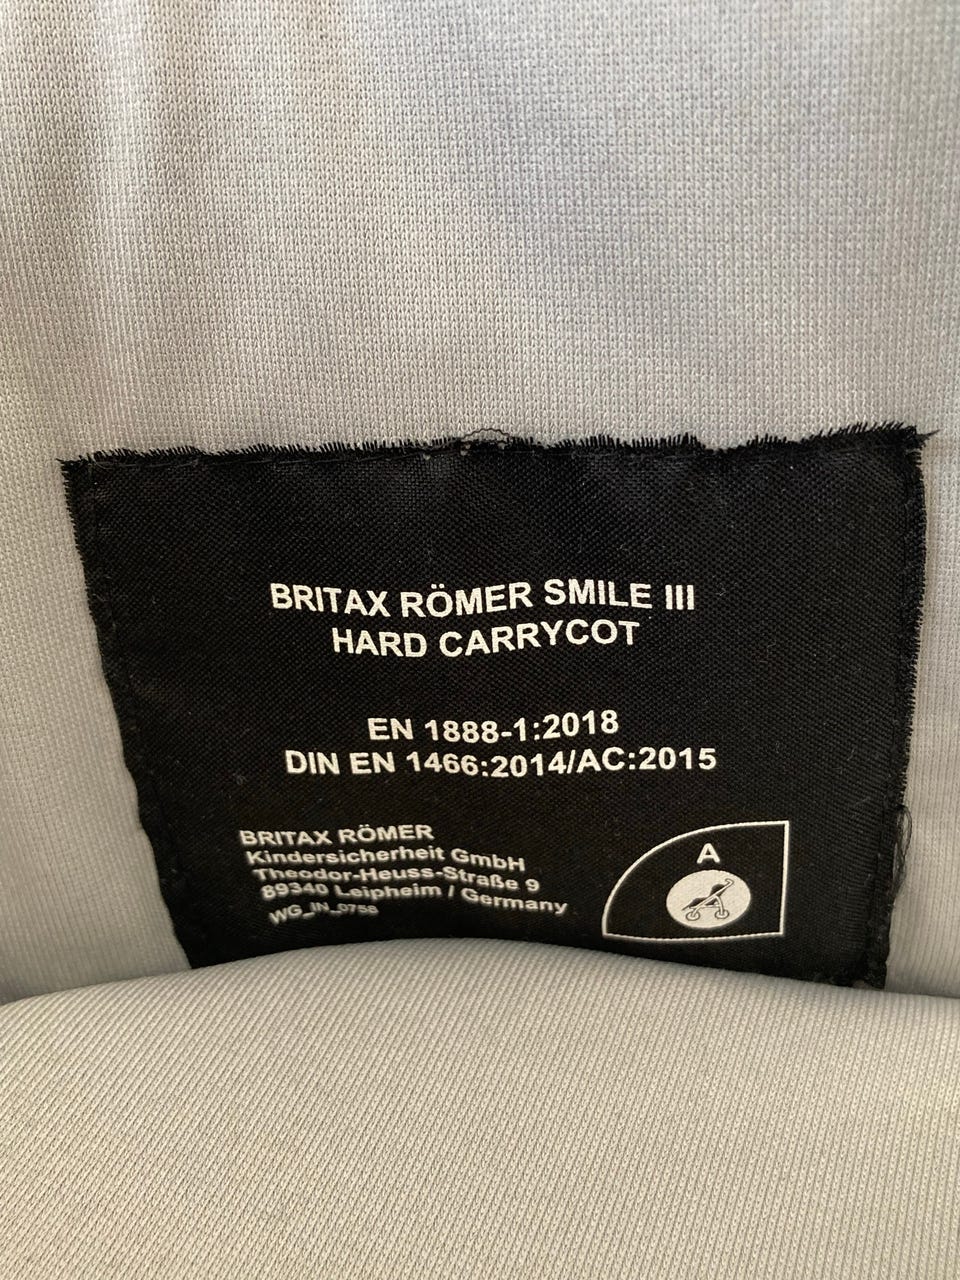 BRITAX RÖMER SMILE III
HARD CARRYCOT
EN 1888-1:2018
DIN EN 1466:2014/AC:2015
BRITAX RÖMER
Kindersicherheit GmbH
Theodor-Heuss-Straße 9
89340 Leipheim / Germany
WG_IN_0758
A